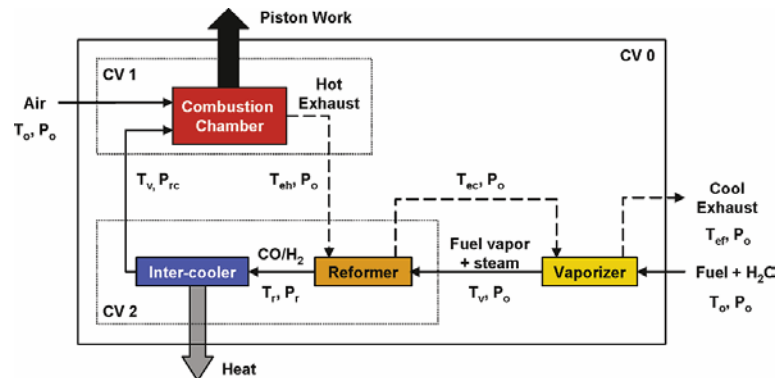 Piston Work
CV 0
CV 1
Hot
Exhaust
Air
Combustion
Chamber
To, Po
Tv, Prc
Teh, Po
Tec, Po
Cool
Exhaust
Tef, Po
CO/H2
Fuel vapor
+ steam
Inter-cooler
Reformer
Vaporizer
Fuel + H2C
Tr, Pr
Tv, Po
To, Po
CV 2
Heat